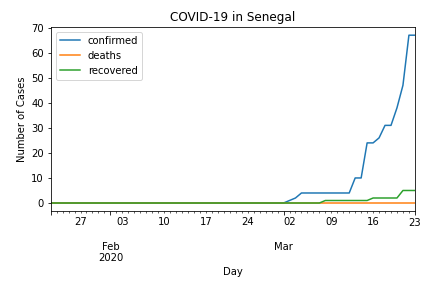 COVID-19 in Senegal
confirmed
deaths
recovered
Number of Cases
70
60
50
40
30
20
10
0
27 03 10 17 24 02 09 16 23
Feb Mar
2020
Day